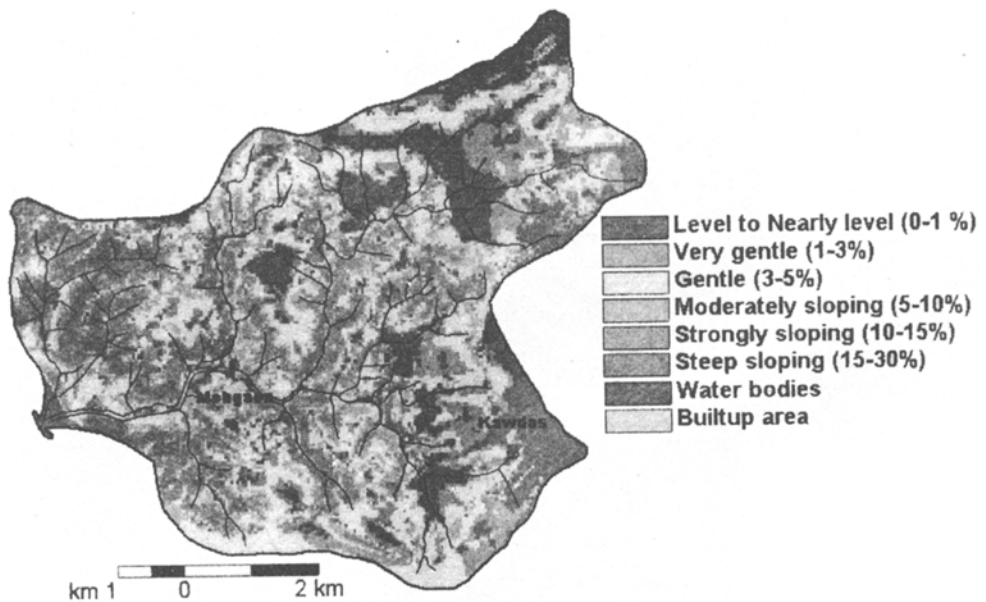 Level to Nearly level (0-1 %)
Very gentle (1-3%)
Gentle (3-5%)
Moderately sloping (5-10%)
Strongly sloping (10-15%)
Steep sloping (15-30%)
Water bodies
Builtup area
Kawdas
km 1 0 2 km